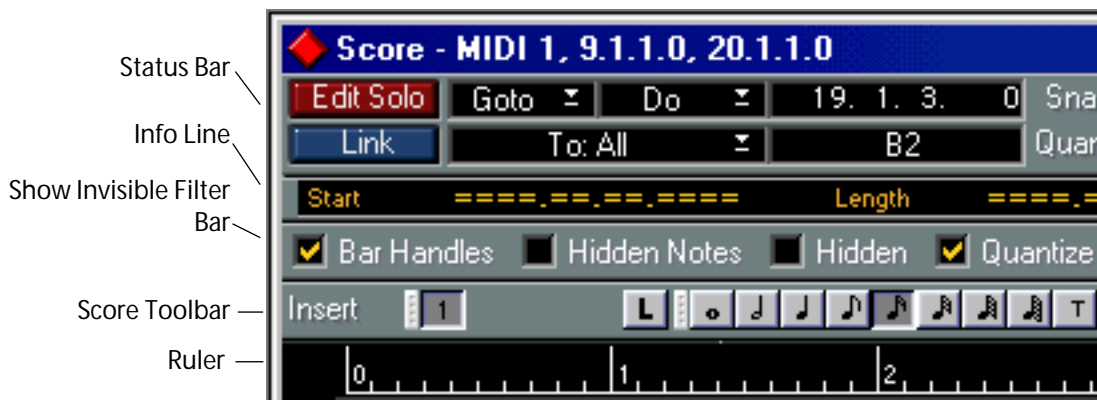 Score - MIDI 1, 9.1.1.0, 20.1.1.0
Status Bar
Edit Solo Goto Do 19. 1. 3. 0 Sna
Info Line
Link To: All B2 Quan
Show Invisible Filter
Bar
Start ====.==.==.==== Length ====.=
Bar Handles Hidden Notes Hidden Quantize
Score Toolbar
Insert 1 L T
Ruler
0 1 2